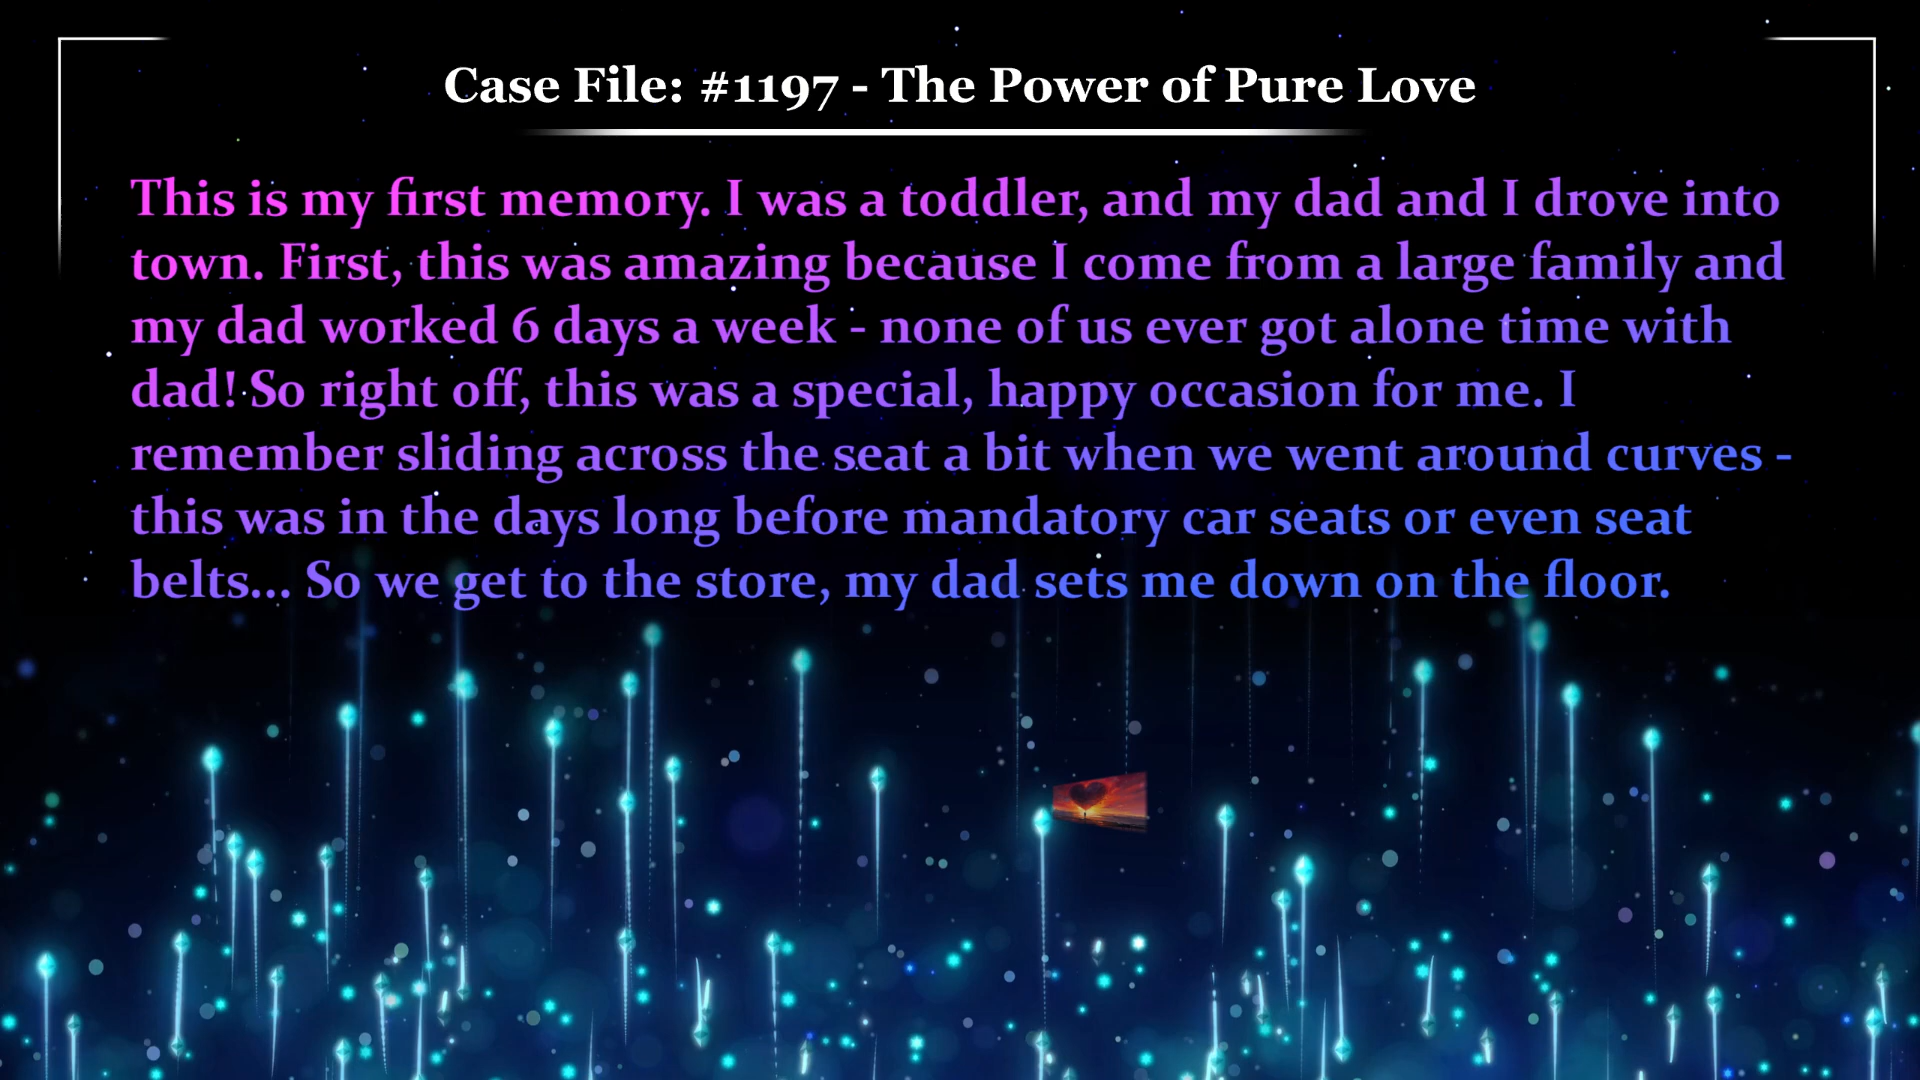 Case File: #1197 - The Power of Pure Love
This is my first memory. I was a toddler, and my dad and I drove into
town. First, this was amazing because I come from a large family and
my dad worked 6 days a week - none of us ever got alone time with
dad! So right off, this was a special, happy occasion for me. I
remember sliding across the seat a bit when we went around curves -
this was in the days long before mandatory car seats or even seat
belts... So we get to the store, my dad sets me down on the floor.